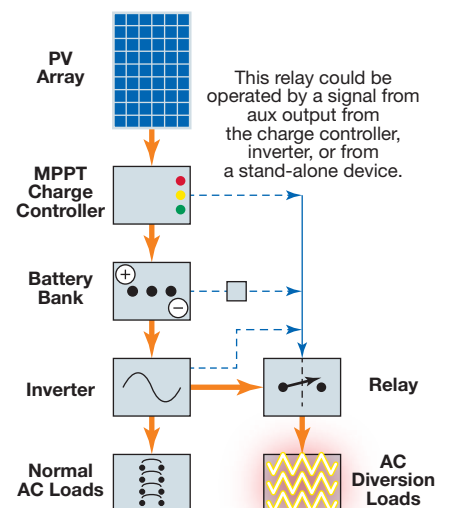 PV
Array
This relay could be
operated by a signal from
aux output from
the charge controller,
inverter, or from
a stand-alone device.
MPPT
Charge
Controller
Battery
Bank
+
−
Inverter
Relay
Normal
AC Loads
AC
Diversion
Loads